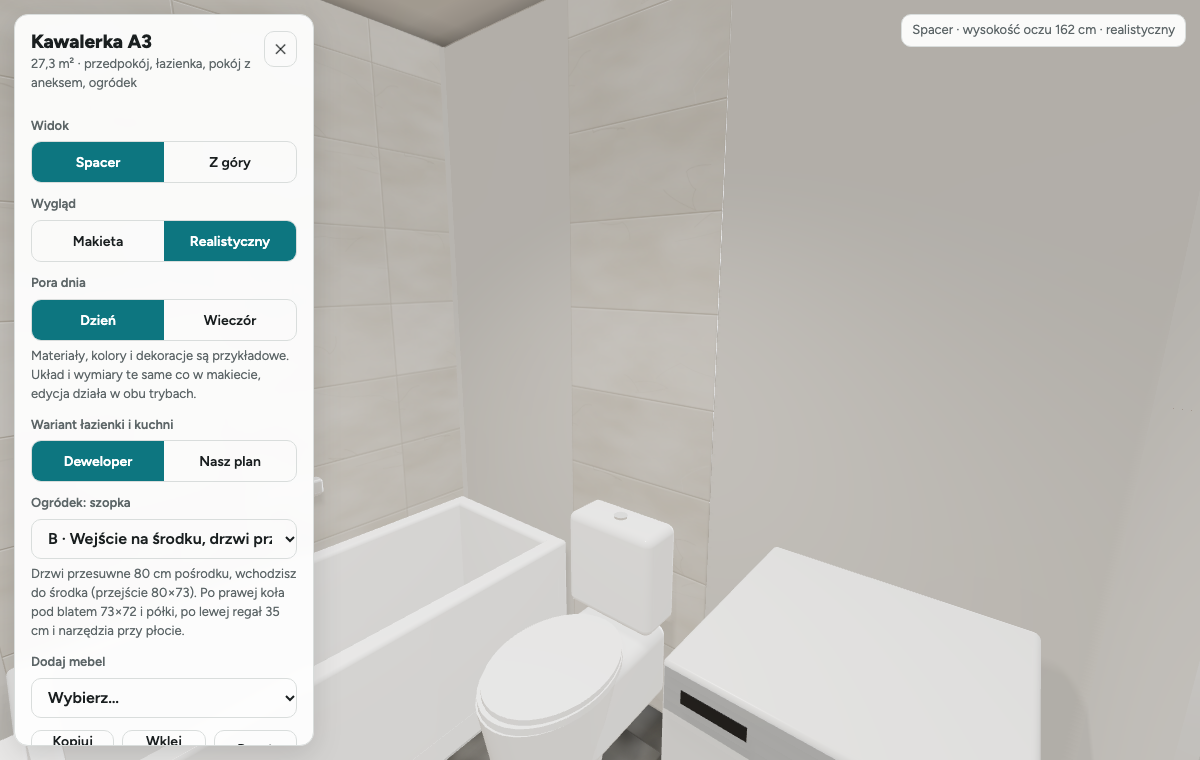 Kawalerka A3
27,3 m² · przedpokój, łazienka, pokój z
aneksem, ogródek
Spacer · wysokość oczu 162 cm · realistyczny
Widok
Spacer
Z góry
Wygląd
Makieta
Realistyczny
Pora dnia
Dzień
Wieczór
Materiały, kolory i dekoracje są przykładowe.
Układ i wymiary te same co w makiecie,
edycja działa w obu trybach.
Wariant łazienki i kuchni
Deweloper
Nasz plan
Ogródek: szopka
B · Wejście na środku, drzwi prz
Drzwi przesuwne 80 cm pośrodku, wchodzisz
do środka (przejście 80×73). Po prawej koła
pod blatem 73×72 i półki, po lewej regał 35
cm i narzędzia przy płocie.
Dodaj mebel
Wybierz...
Kopiuj
Wklej